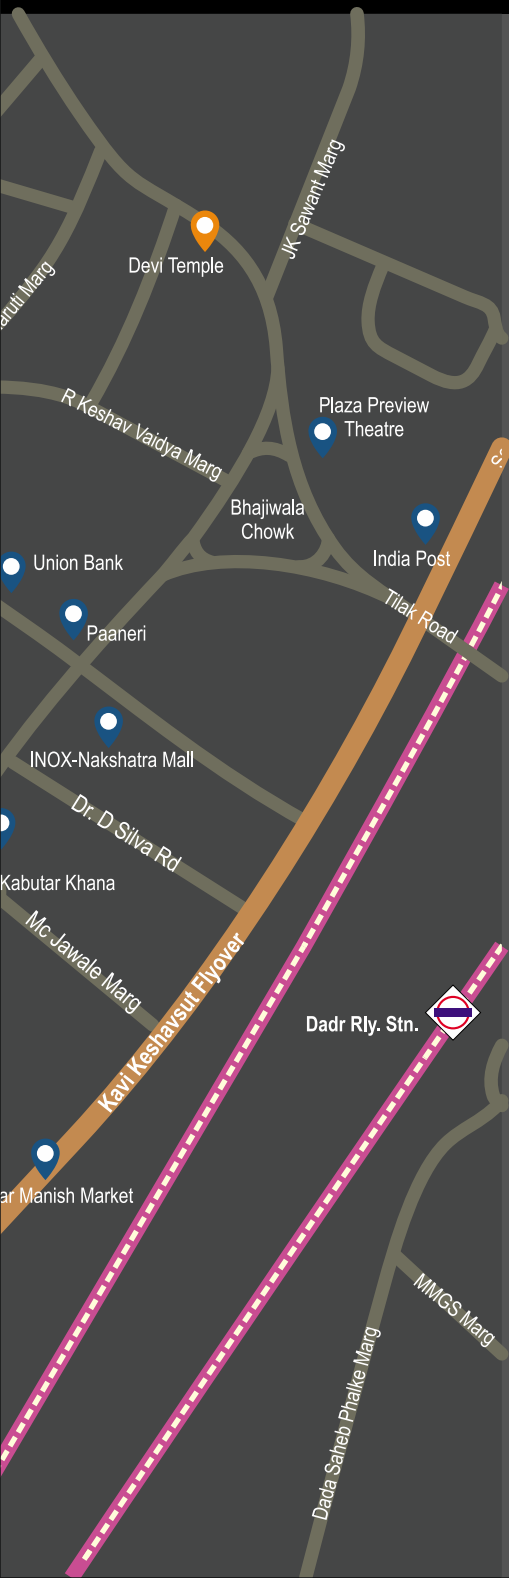 JK Sawant Marg
Devi Temple
aruti Marg
R Keshav Vaidya Marg
Plaza Preview
Theatre
S.
Bhajiwala
Chowk
India Post
Union Bank
Tilak Road
Paaneri
INOX-Nakshatra Mall
Dr. D Silva Rd
Kabutar Khana
Mc Jawale Marg
Kavi Keshavsut Flyover
Dadr Rly. Stn.
ar Manish Market
MMGS Marg
Dada Saheb Phalke Marg